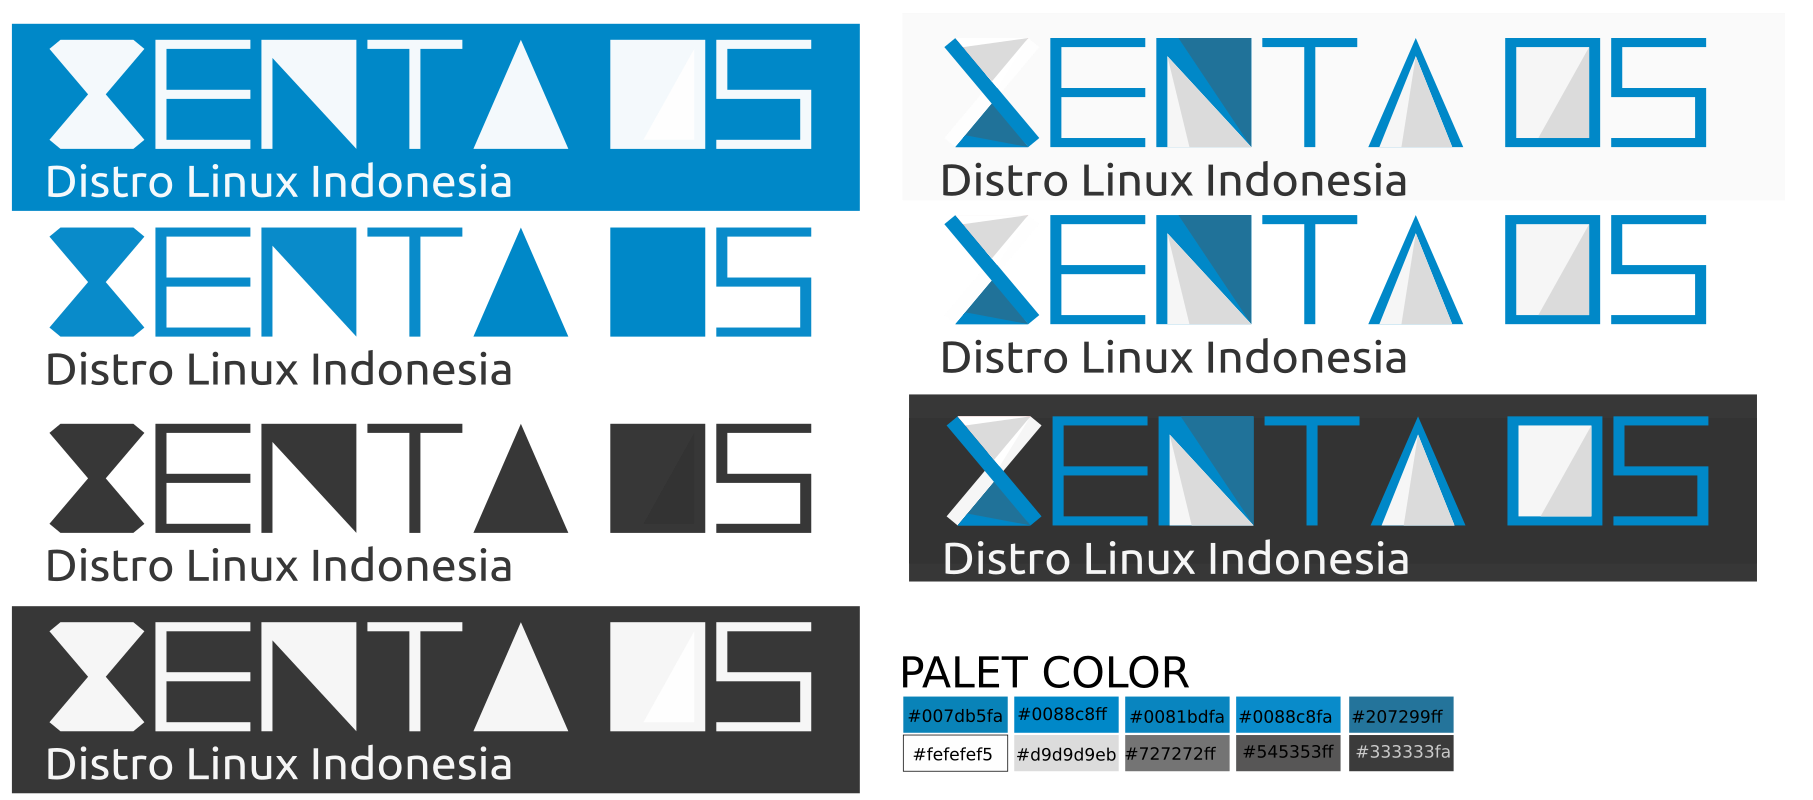 XENTA OS
Distro Linux Indonesia
XENTA OS
Distro Linux Indonesia
XENTA OS
Distro Linux Indonesia
XENTA OS
Distro Linux Indonesia
XENTA OS
Distro Linux Indonesia
XENTA OS
Distro Linux Indonesia
XENTA OS
Distro Linux Indonesia
PALET COLOR
#007db5fa #0088c8ff #0081bdfa #0088c8fa #207299ff
#fefefef5 #d9d9d9eb #727272ff #545353ff #333333fa